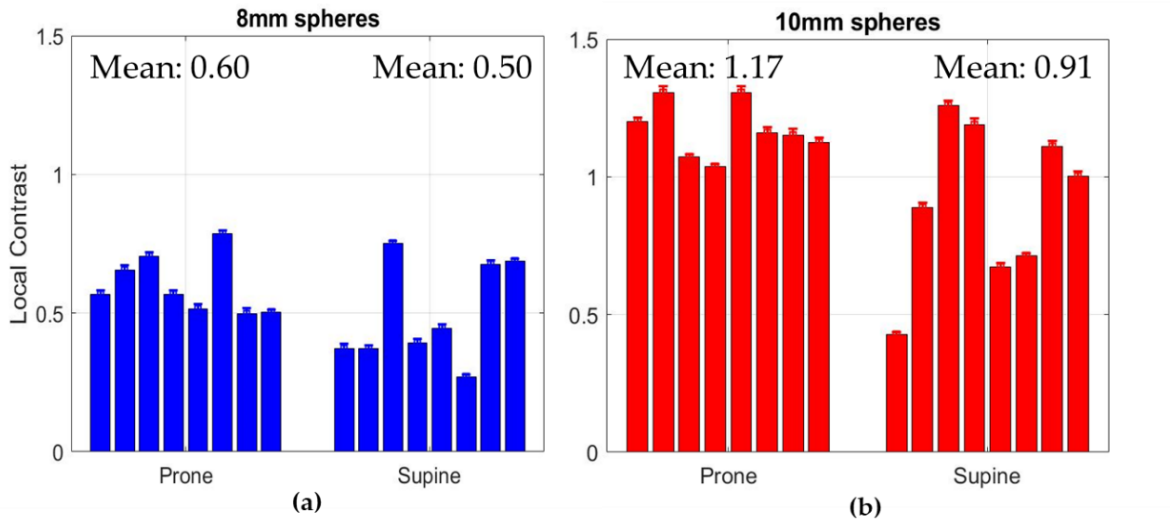 8mm spheres
1.5
Mean: 0.60
Mean: 0.50
1
0.5
0
Local Contrast
Prone
Supine
(a)
10mm spheres
1.5
Mean: 1.17
Mean: 0.91
1
0.5
0
Prone
Supine
(b)